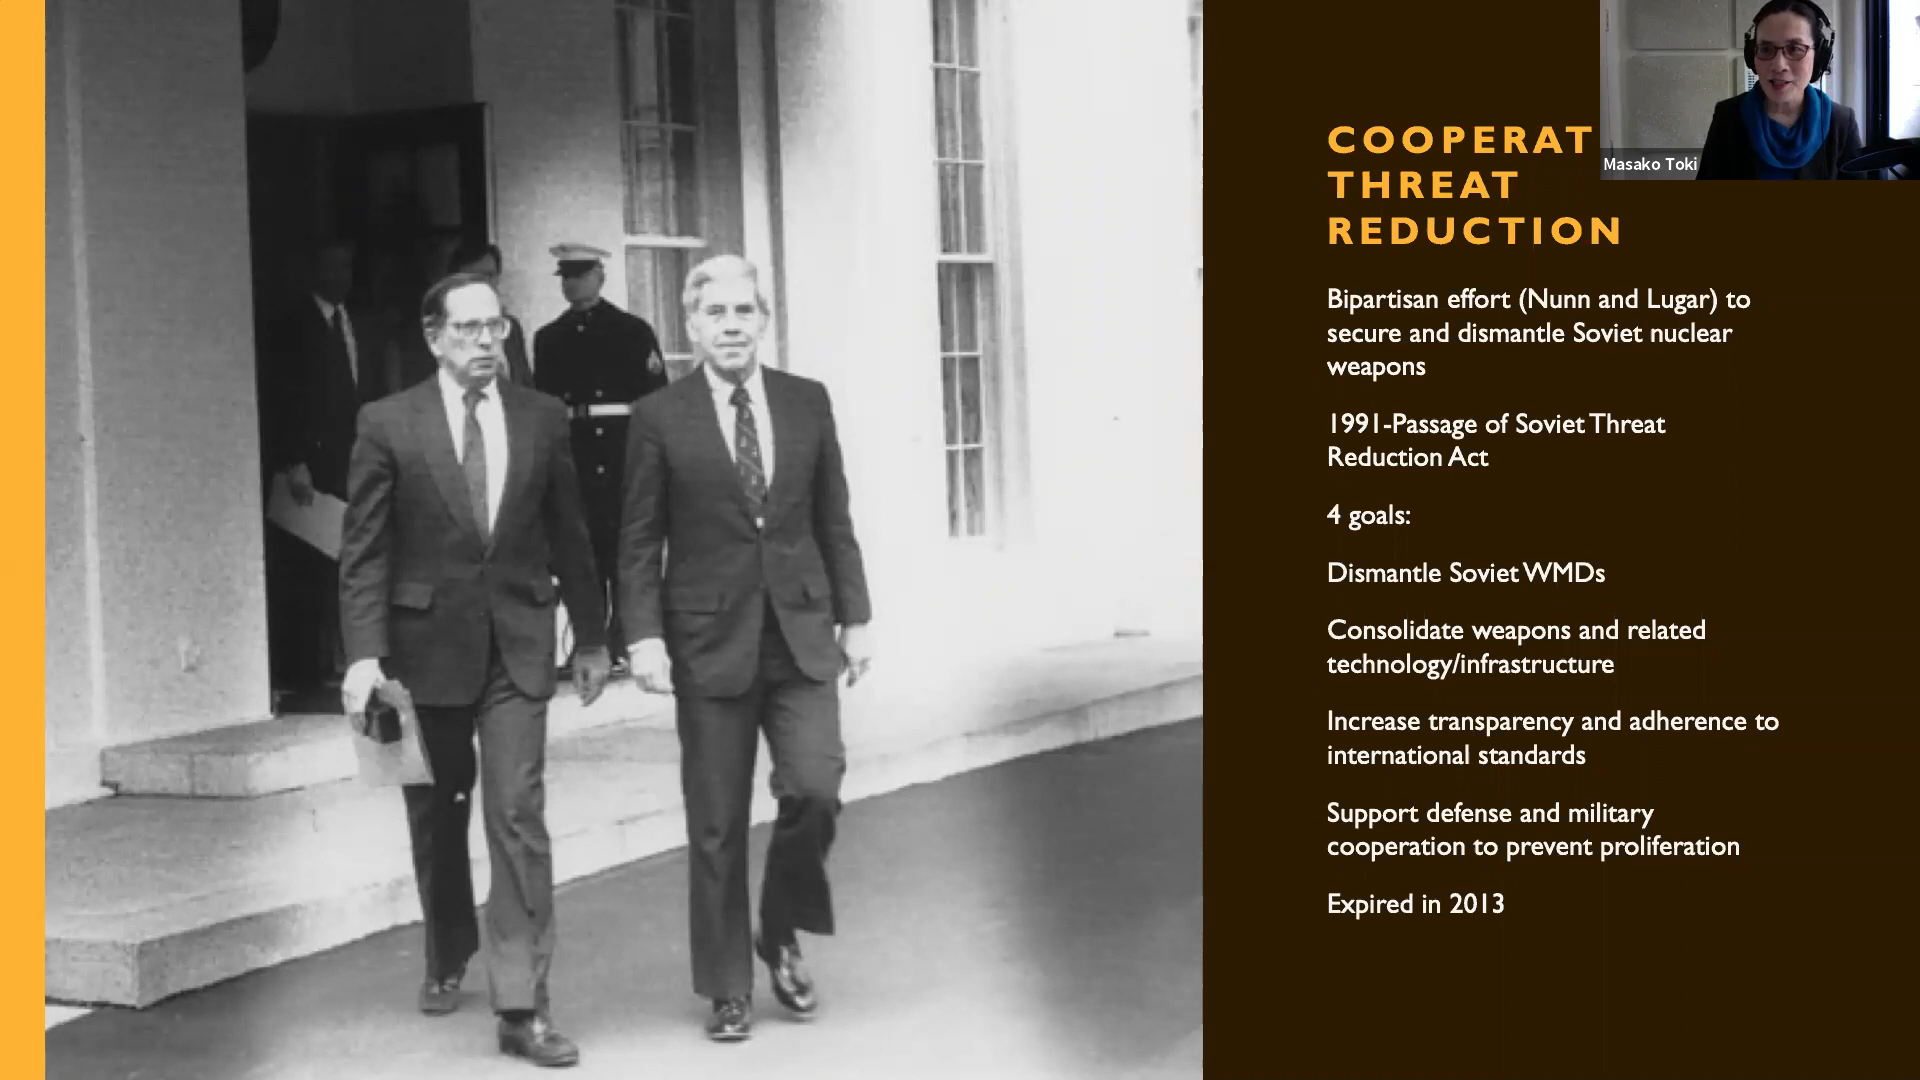 COOPERAT
THREAT
REDUCTION
Masako Toki
Bipartisan effort (Nunn and Lugar) to
secure and dismantle Soviet nuclear
weapons
1991-Passage of Soviet Threat
Reduction Act
4 goals:
Dismantle Soviet WMDs
Consolidate weapons and related
technology/infrastructure
Increase transparency and adherence to
international standards
Support defense and military
cooperation to prevent proliferation
Expired in 2013